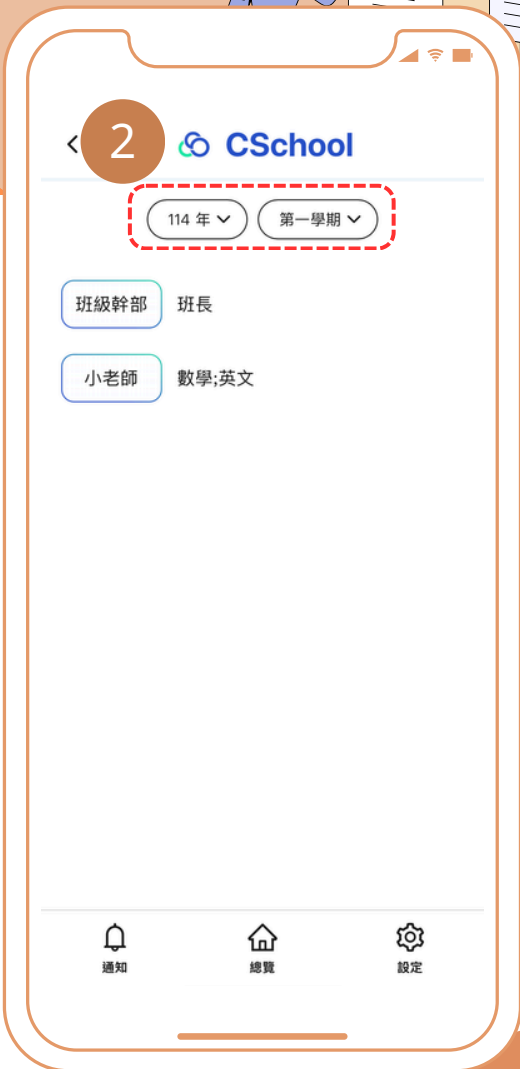 2
CSchool
114 年
第一學期
班級幹部 班長
小老師 數學;英文
通知 總覽 設定